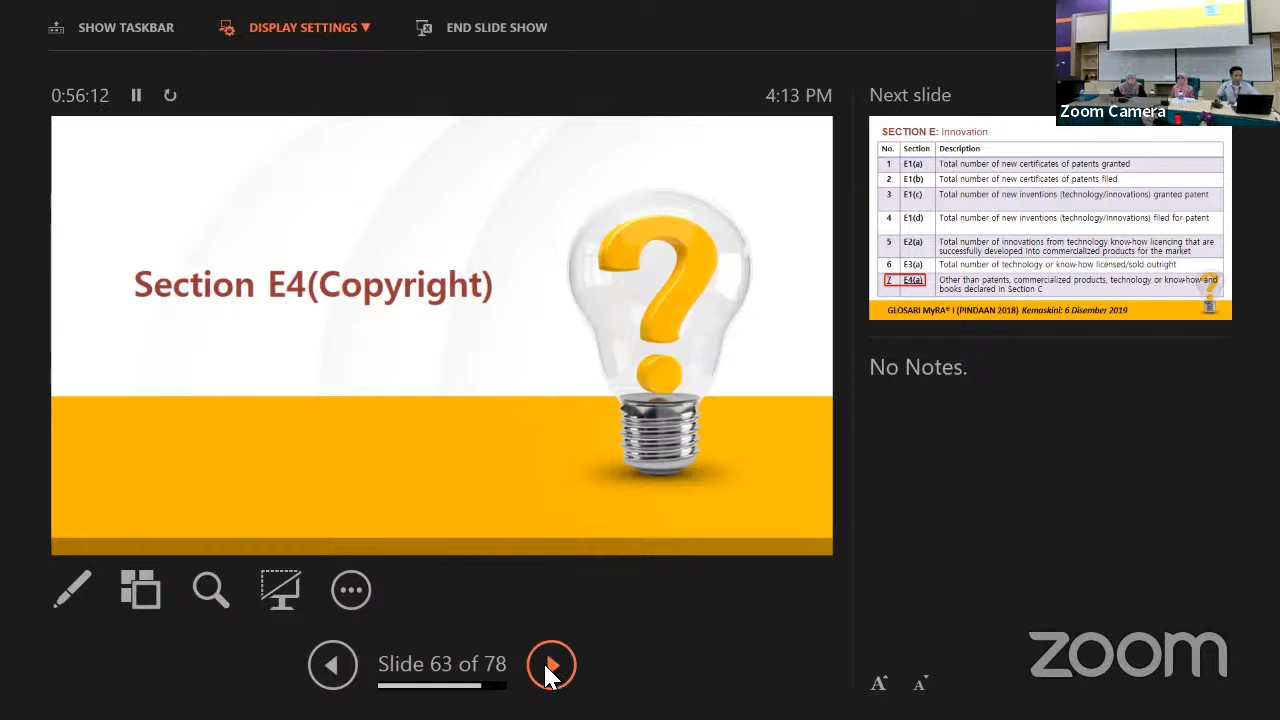 SHOW TASKBAR
DISPLAY SETTINGS ▼
END SLIDE SHOW
0:56:12
4:13 PM
Next slide
Zoom Camera
Section E4(Copyright)
SECTION E: Innovation
No. Section Description
1 E1(a) Total number of new certificates of patents granted
2 E1(b) Total number of new certificates of patents filed
3 E1(c) Total number of new inventions (technology/innovations) granted patent
4 E1(d) Total number of new inventions (technology/innovations) filed for patent
5 E2(a) Total number of innovations from technology know-how licencing that are
successfully developed into commercialized products for the market
6 E3(a) Total number of technology or know-how licensed/sold outright
7 E4(a) Other than patents, commercialized products, technology or know-how and
books declared in Section C
GLOSARI MyRA® I (PINDAAN 2018) Kemaskini: 6 Disember 2019
No Notes.
Slide 63 of 78
A A
zoom